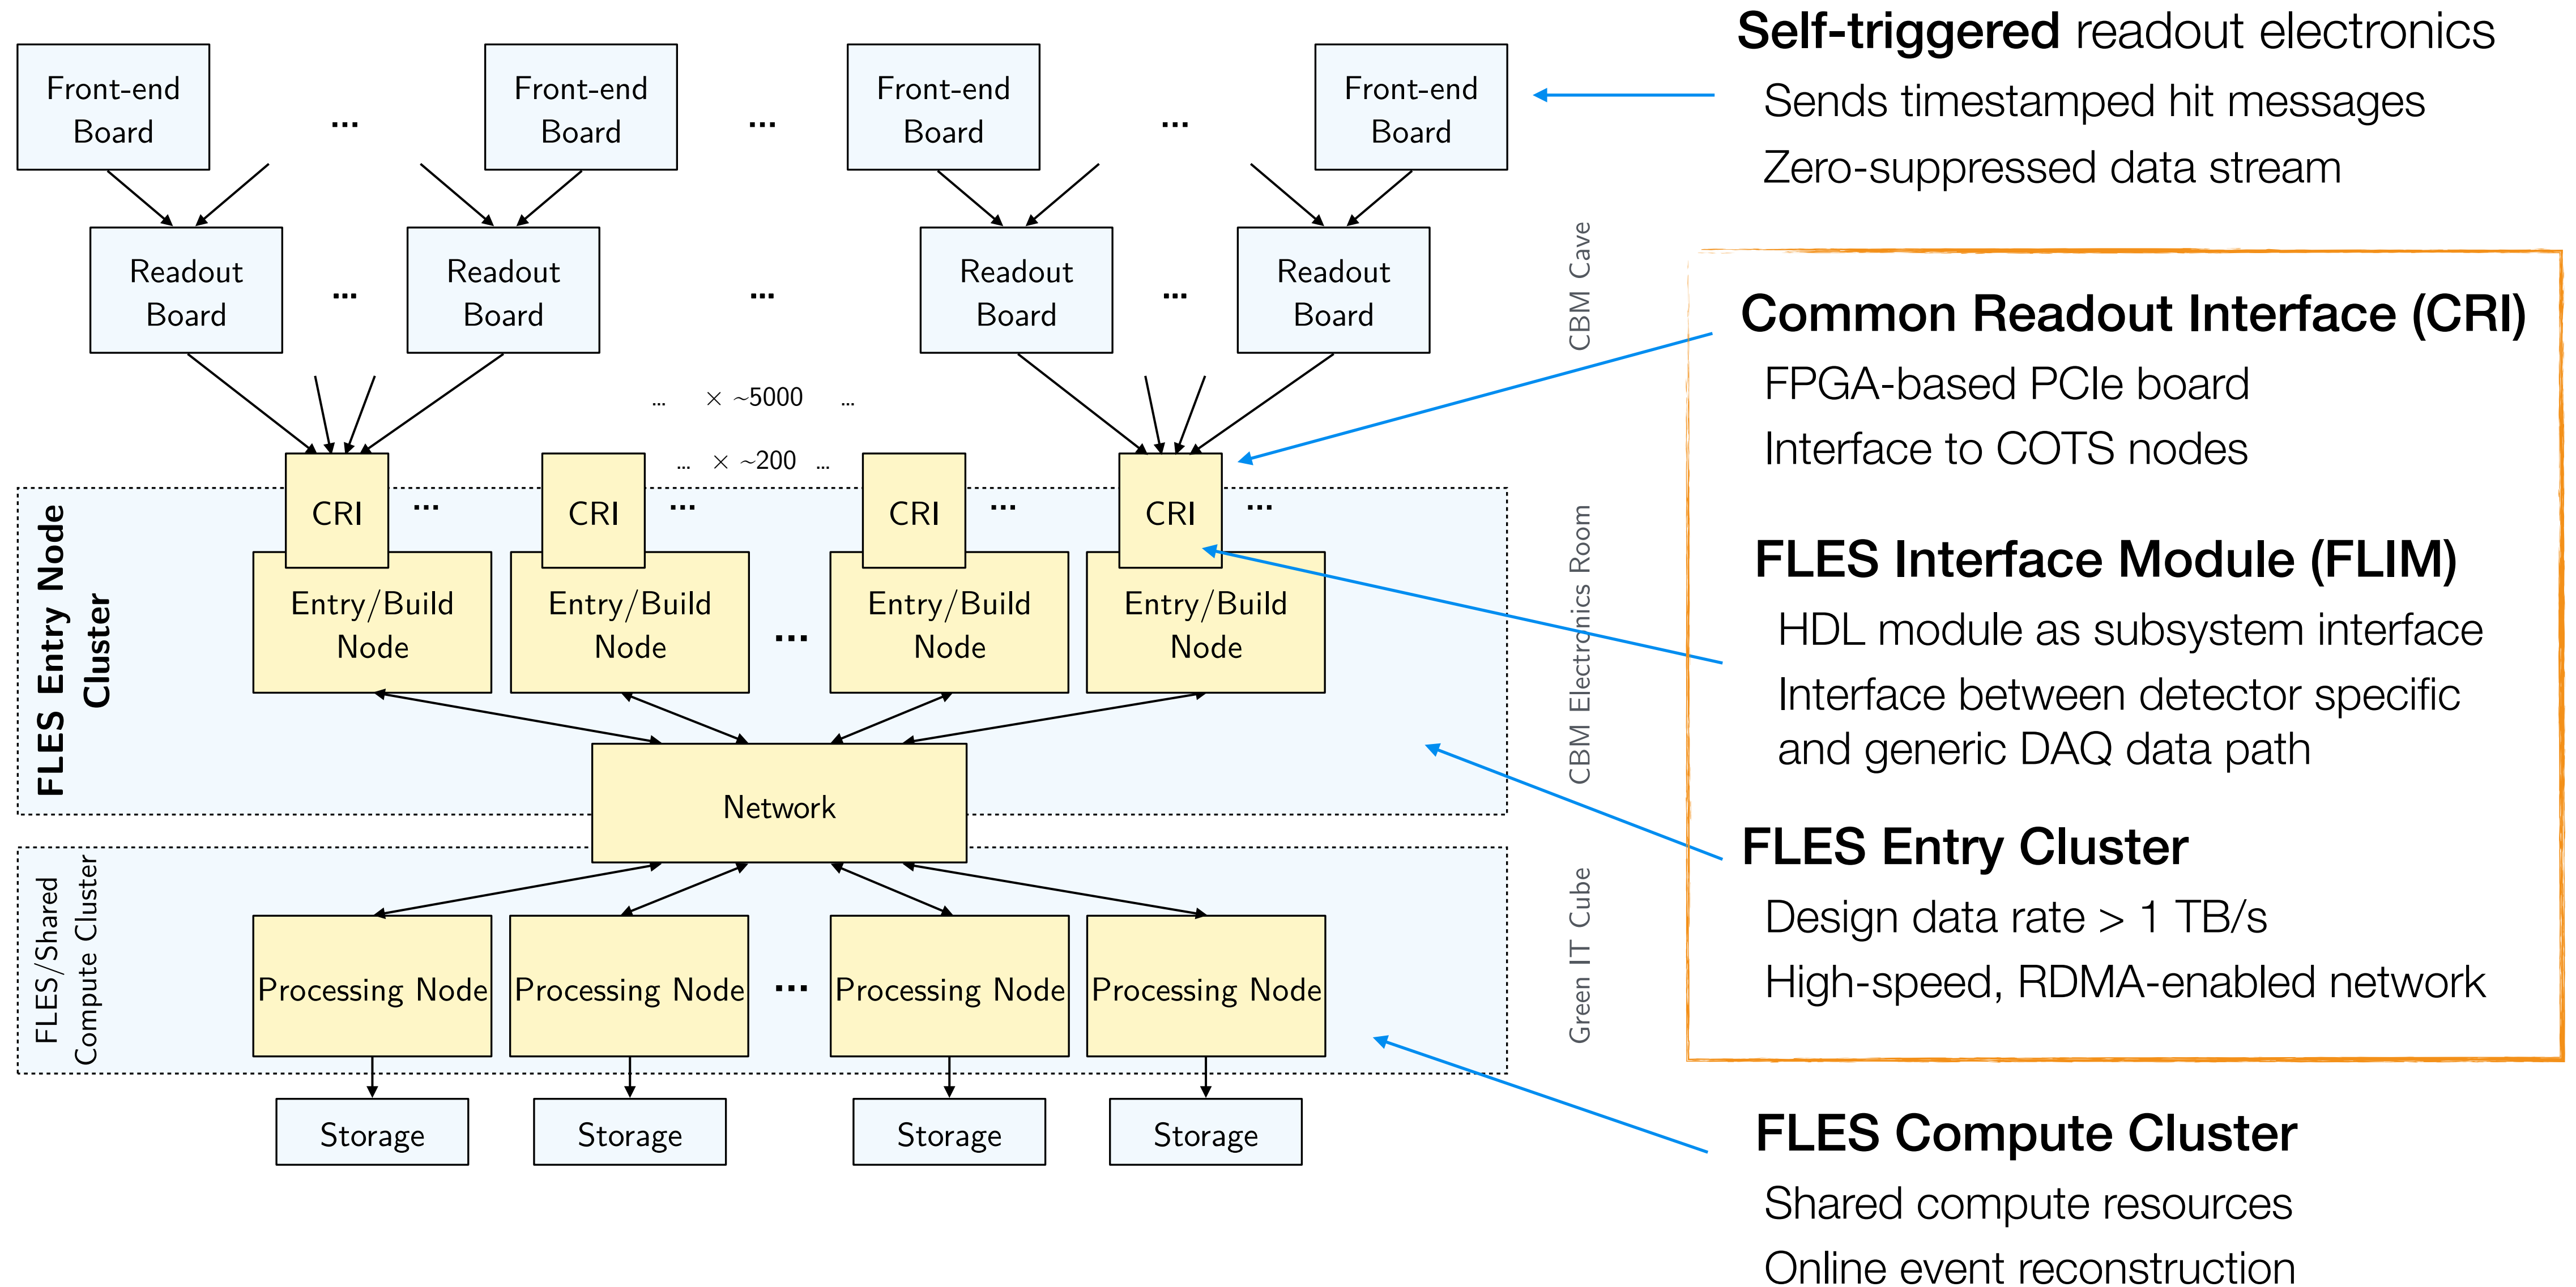 Self-triggered readout electronics
Sends timestamped hit messages
Zero-suppressed data stream
Front-end
Board
...
Front-end
Board
...
Front-end
Board
...
Front-end
Board
Readout
Board
...
Readout
Board
...
Readout
Board
...
Readout
Board
CBM Cave
... × ~5000 ...
... × ~200 ...
CRI
...
CRI
...
CRI
...
CRI
...
FLES Entry Node
Cluster
Entry/Build
Node
Entry/Build
Node
...
Entry/Build
Node
Entry/Build
Node
CBM Electronics Room
Network
FLES/Shared
Compute Cluster
Processing Node
Processing Node
...
Processing Node
Processing Node
Green IT Cube
Storage
Storage
Storage
Storage
Common Readout Interface (CRI)
FPGA-based PCIe board
Interface to COTS nodes
FLES Interface Module (FLIM)
HDL module as subsystem interface
Interface between detector specific
and generic DAQ data path
FLES Entry Cluster
Design data rate > 1 TB/s
High-speed, RDMA-enabled network
FLES Compute Cluster
Shared compute resources
Online event reconstruction